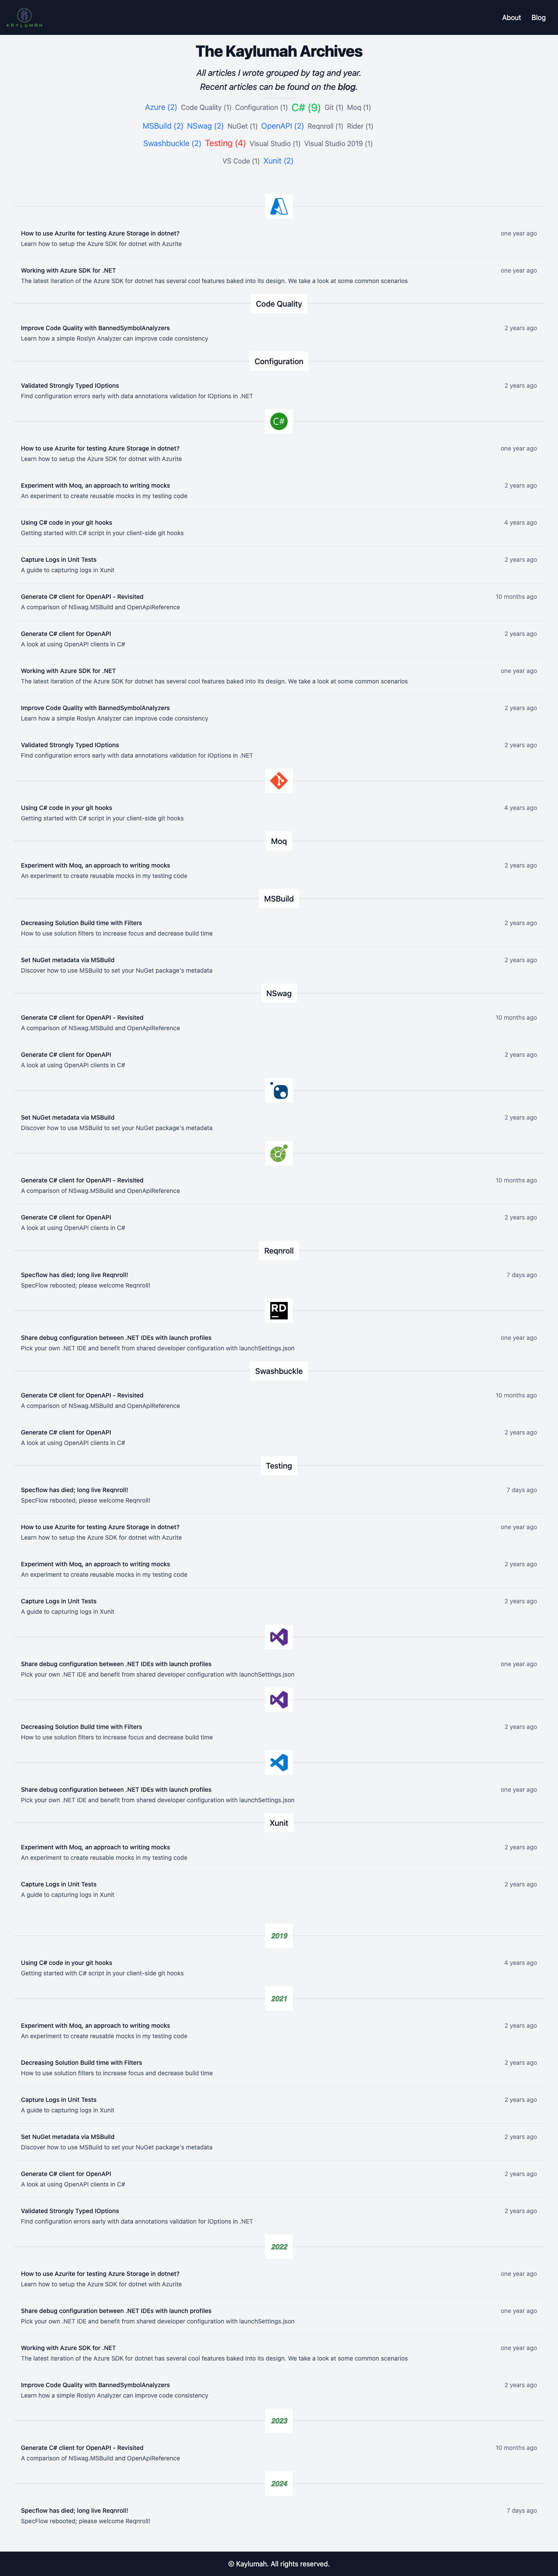 KAYLUMAH
About Blog
The Kaylumah Archives
All articles I wrote grouped by tag and year.
Recent articles can be found on the blog.
Azure (2) Code Quality (1) Configuration (1) C# (9) Git (1) Moq (1)
MSBuild (2) NSwag (2) NuGet (1) OpenAPI (2) Reqnroll (1) Rider (1)
Swashbuckle (2) Testing (4) Visual Studio (1) Visual Studio 2019 (1)
VS Code (1) Xunit (2)
How to use Azurite for testing Azure Storage in dotnet? one year ago
Learn how to setup the Azure SDK for dotnet with Azurite
Working with Azure SDK for .NET one year ago
The latest iteration of the Azure SDK for dotnet has several cool features baked into its design. We take a look at some common scenarios
Code Quality
Improve Code Quality with BannedSymbolAnalyzers 2 years ago
Learn how a simple Roslyn Analyzer can improve code consistency
Configuration
Validated Strongly Typed IOptions 2 years ago
Find configuration errors early with data annotations validation for IOptions in .NET
C#
How to use Azurite for testing Azure Storage in dotnet? one year ago
Learn how to setup the Azure SDK for dotnet with Azurite
Experiment with Moq, an approach to writing mocks 2 years ago
An experiment to create reusable mocks in my testing code
Using C# code in your git hooks 4 years ago
Getting started with C# script in your client-side git hooks
Capture Logs in Unit Tests 2 years ago
A guide to capturing logs in Xunit
Generate C# client for OpenAPI - Revisited 10 months ago
A comparison of NSwag.MSBuild and OpenApiReference
Generate C# client for OpenAPI 2 years ago
A look at using OpenAPI clients in C#
Working with Azure SDK for .NET one year ago
The latest iteration of the Azure SDK for dotnet has several cool features baked into its design. We take a look at some common scenarios
Improve Code Quality with BannedSymbolAnalyzers 2 years ago
Learn how a simple Roslyn Analyzer can improve code consistency
Validated Strongly Typed IOptions 2 years ago
Find configuration errors early with data annotations validation for IOptions in .NET
Using C# code in your git hooks 4 years ago
Getting started with C# script in your client-side git hooks
Moq
Experiment with Moq, an approach to writing mocks 2 years ago
An experiment to create reusable mocks in my testing code
MSBuild
Decreasing Solution Build time with Filters 2 years ago
How to use solution filters to increase focus and decrease build time
Set NuGet metadata via MSBuild 2 years ago
Discover how to use MSBuild to set your NuGet package's metadata
NSwag
Generate C# client for OpenAPI - Revisited 10 months ago
A comparison of NSwag.MSBuild and OpenApiReference
Generate C# client for OpenAPI 2 years ago
A look at using OpenAPI clients in C#
Set NuGet metadata via MSBuild 2 years ago
Discover how to use MSBuild to set your NuGet package's metadata
Generate C# client for OpenAPI - Revisited 10 months ago
A comparison of NSwag.MSBuild and OpenApiReference
Generate C# client for OpenAPI 2 years ago
A look at using OpenAPI clients in C#
Reqnroll
Specflow has died; long live Reqnroll! 7 days ago
SpecFlow rebooted; please welcome Reqnroll!
RD
Share debug configuration between .NET IDEs with launch profiles one year ago
Pick your own .NET IDE and benefit from shared developer configuration with launchSettings.json
Swashbuckle
Generate C# client for OpenAPI - Revisited 10 months ago
A comparison of NSwag.MSBuild and OpenApiReference
Generate C# client for OpenAPI 2 years ago
A look at using OpenAPI clients in C#
Testing
Specflow has died; long live Reqnroll! 7 days ago
SpecFlow rebooted; please welcome Reqnroll!
How to use Azurite for testing Azure Storage in dotnet? one year ago
Learn how to setup the Azure SDK for dotnet with Azurite
Experiment with Moq, an approach to writing mocks 2 years ago
An experiment to create reusable mocks in my testing code
Capture Logs in Unit Tests 2 years ago
A guide to capturing logs in Xunit
Share debug configuration between .NET IDEs with launch profiles one year ago
Pick your own .NET IDE and benefit from shared developer configuration with launchSettings.json
Decreasing Solution Build time with Filters 2 years ago
How to use solution filters to increase focus and decrease build time
Share debug configuration between .NET IDEs with launch profiles one year ago
Pick your own .NET IDE and benefit from shared developer configuration with launchSettings.json
Xunit
Experiment with Moq, an approach to writing mocks 2 years ago
An experiment to create reusable mocks in my testing code
Capture Logs in Unit Tests 2 years ago
A guide to capturing logs in Xunit
2019
Using C# code in your git hooks 4 years ago
Getting started with C# script in your client-side git hooks
2021
Experiment with Moq, an approach to writing mocks 2 years ago
An experiment to create reusable mocks in my testing code
Decreasing Solution Build time with Filters 2 years ago
How to use solution filters to increase focus and decrease build time
Capture Logs in Unit Tests 2 years ago
A guide to capturing logs in Xunit
Set NuGet metadata via MSBuild 2 years ago
Discover how to use MSBuild to set your NuGet package's metadata
Generate C# client for OpenAPI 2 years ago
A look at using OpenAPI clients in C#
Validated Strongly Typed IOptions 2 years ago
Find configuration errors early with data annotations validation for IOptions in .NET
2022
How to use Azurite for testing Azure Storage in dotnet? one year ago
Learn how to setup the Azure SDK for dotnet with Azurite
Share debug configuration between .NET IDEs with launch profiles one year ago
Pick your own .NET IDE and benefit from shared developer configuration with launchSettings.json
Working with Azure SDK for .NET one year ago
The latest iteration of the Azure SDK for dotnet has several cool features baked into its design. We take a look at some common scenarios
Improve Code Quality with BannedSymbolAnalyzers 2 years ago
Learn how a simple Roslyn Analyzer can improve code consistency
2023
Generate C# client for OpenAPI - Revisited 10 months ago
A comparison of NSwag.MSBuild and OpenApiReference
2024
Specflow has died; long live Reqnroll! 7 days ago
SpecFlow rebooted; please welcome Reqnroll!
© Kaylumah. All rights reserved.